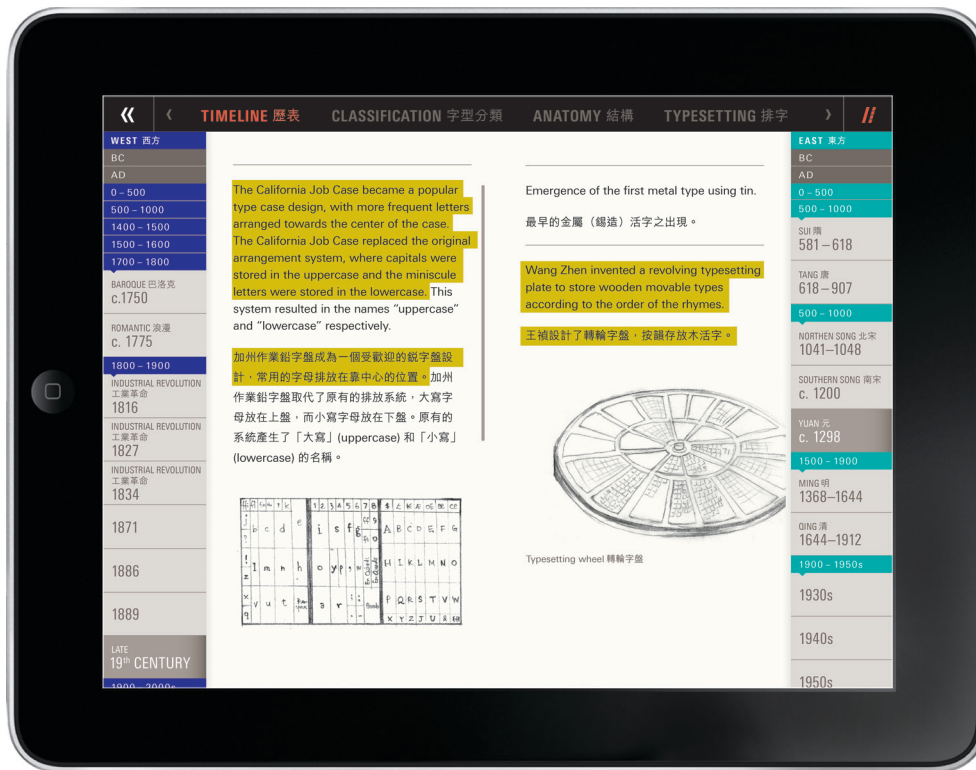 « ‹ TIMELINE 歷表 CLASSIFICATION 字型分類 ANATOMY 結構 TYPESETTING 排字 › //
WEST 西方
BC
AD
0 – 500
500 – 1000
1400 – 1500
1500 – 1600
1700 – 1800
BAROQUE 巴洛克
c.1750
ROMANTIC 浪漫
c. 1775
1800 – 1900
INDUSTRIAL REVOLUTION
工業革命
1816
INDUSTRIAL REVOLUTION
工業革命
1827
INDUSTRIAL REVOLUTION
工業革命
1834
1871
1886
1889
LATE
19th CENTURY
1900 – 2000s
The California Job Case became a popular
type case design, with more frequent letters
arranged towards the center of the case.
The California Job Case replaced the original
arrangement system, where capitals were
stored in the uppercase and the miniscule
letters were stored in the lowercase. This
system resulted in the names “uppercase”
and “lowercase” respectively.
加州作業鉛字盤成為一個受歡迎的鋭字盤設
計，常用的字母排放在靠中心的位置。加州
作業鉛字盤取代了原有的排放系統，大寫字
母放在上盤，而小寫字母放在下盤。原有的
系統產生了「大寫」(uppercase) 和「小寫」
(lowercase) 的名稱。
1 2 3 4 5 6 7 8
b c d e i s f g
A B C D E F G
l m n h o y p , w
H I K L M N O
v u t a r
P Q R S T V W
X Y Z J U &
Emergence of the first metal type using tin.
最早的金屬（錫造）活字之出現。
Wang Zhen invented a revolving typesetting
plate to store wooden movable types
according to the order of the rhymes.
王禎設計了轉輪字盤，按韻存放木活字。
Typesetting wheel 轉輪字盤
EAST 東方
BC
AD
0 – 500
500 – 1000
SUI 隋
581 – 618
TANG 唐
618 – 907
500 – 1000
NORTHEN SONG 北宋
1041–1048
SOUTHERN SONG 南宋
c. 1200
YUAN 元
c. 1298
1500 – 1900
MING 明
1368–1644
QING 清
1644–1912
1900 – 1950s
1930s
1940s
1950s